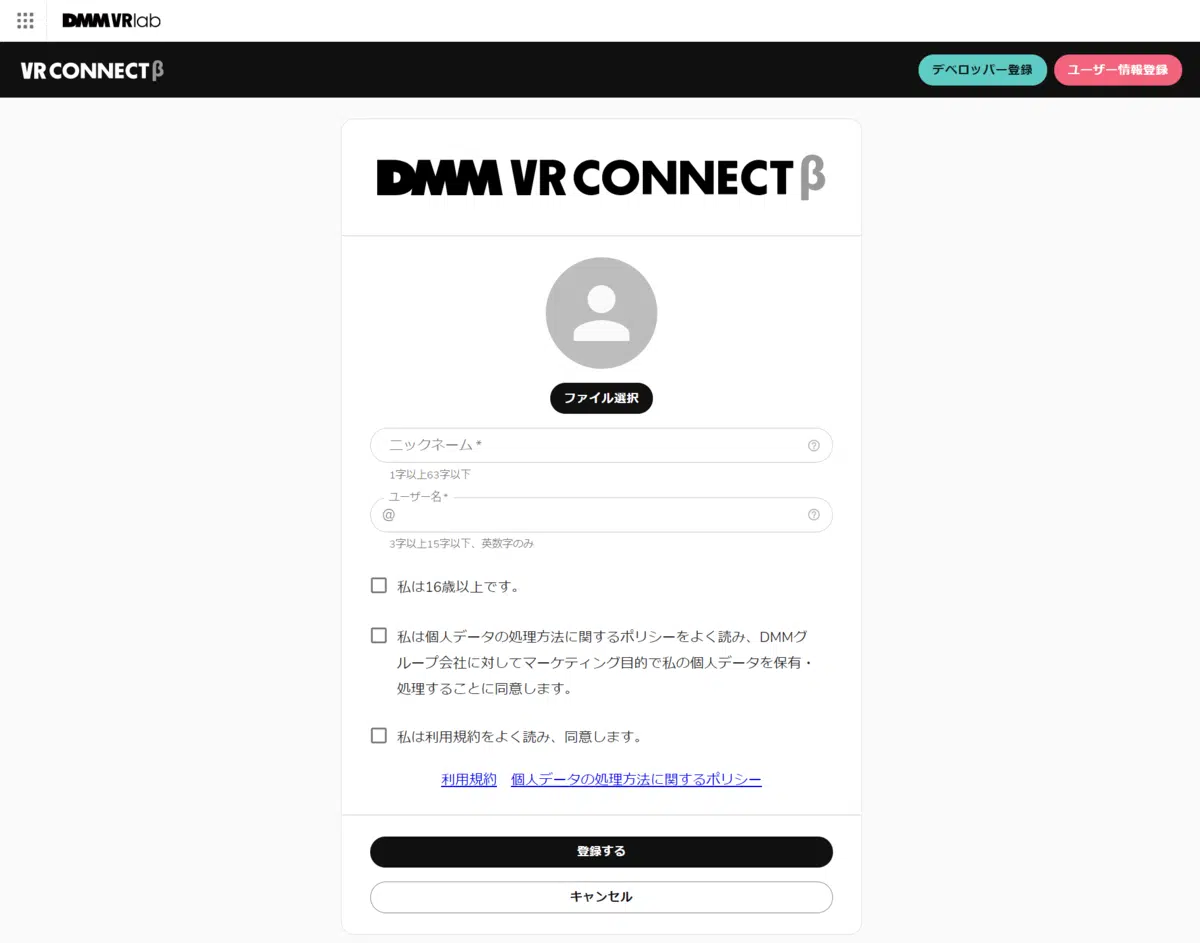 DMM VR lab
VR CONNECT β
デベロッパー登録
ユーザー情報登録
DMM VR CONNECT β
ファイル選択
ニックネーム *
1字以上63字以下
ユーザー名 *
@
3字以上15字以下、英数字のみ
私は16歳以上です。
私は個人データの処理方法に関するポリシーをよく読み、DMMグ
ループ会社に対してマーケティング目的で私の個人データを保有・
処理することに同意します。
私は利用規約をよく読み、同意します。
利用規約 個人データの処理方法に関するポリシー
登録する
キャンセル